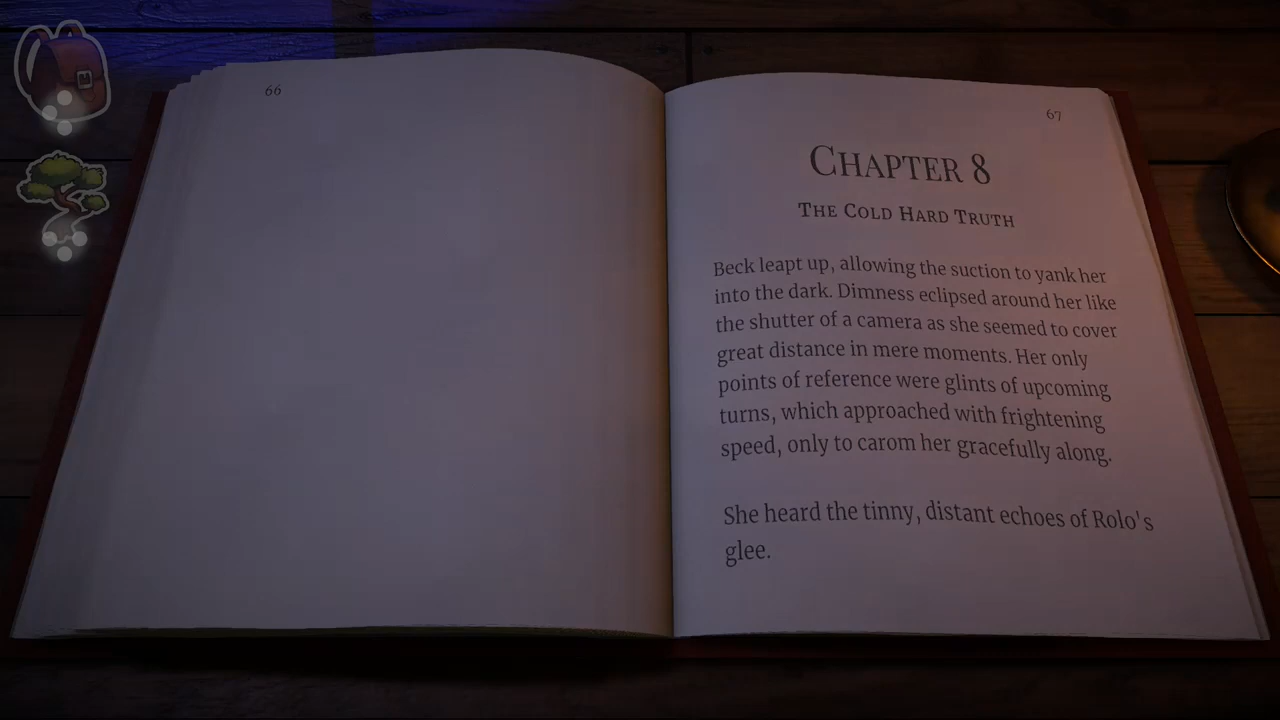 66
67
Chapter 8
The Cold Hard Truth
Beck leapt up, allowing the suction to yank her
into the dark. Dimness eclipsed around her like
the shutter of a camera as she seemed to cover
great distance in mere moments. Her only
points of reference were glints of upcoming
turns, which approached with frightening
speed, only to carom her gracefully along.
She heard the tinny, distant echoes of Rolo's
glee.